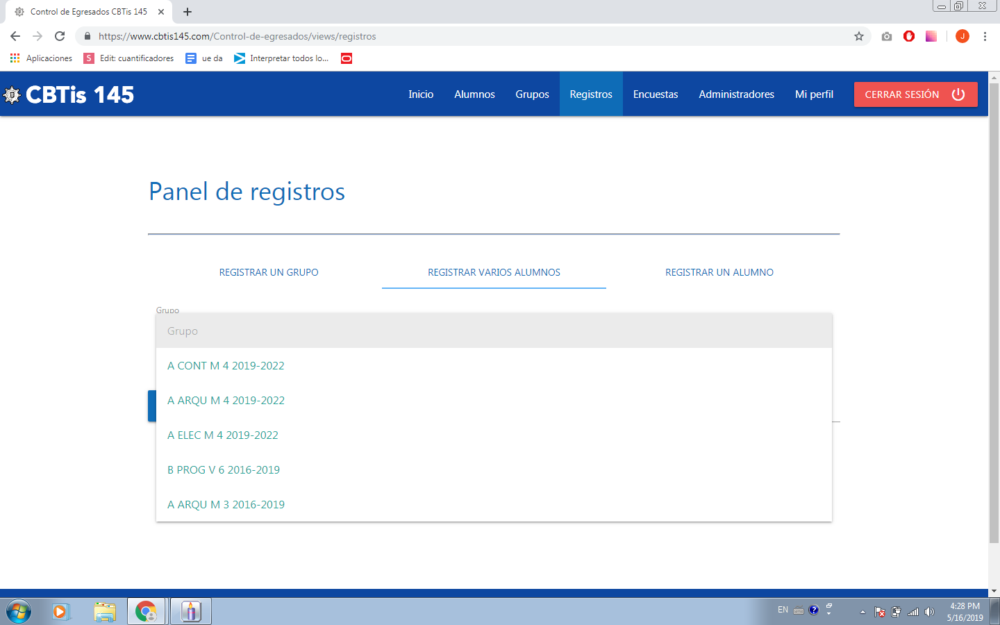 Control de Egresados CBTis 145
https://www.cbtis145.com/Control-de-egresados/views/registros
J
Aplicaciones
S
Edit: cuantificadores
ue da
Interpretar todos lo...
CBTis 145
Inicio
Alumnos
Grupos
Registros
Encuestas
Administradores
Mi perfil
CERRAR SESIÓN
Panel de registros
REGISTRAR UN GRUPO
REGISTRAR VARIOS ALUMNOS
REGISTRAR UN ALUMNO
Grupo
Grupo
A CONT M 4 2019-2022
A ARQU M 4 2019-2022
A ELEC M 4 2019-2022
B PROG V 6 2016-2019
A ARQU M 3 2016-2019
EN
4:28 PM
5/16/2019